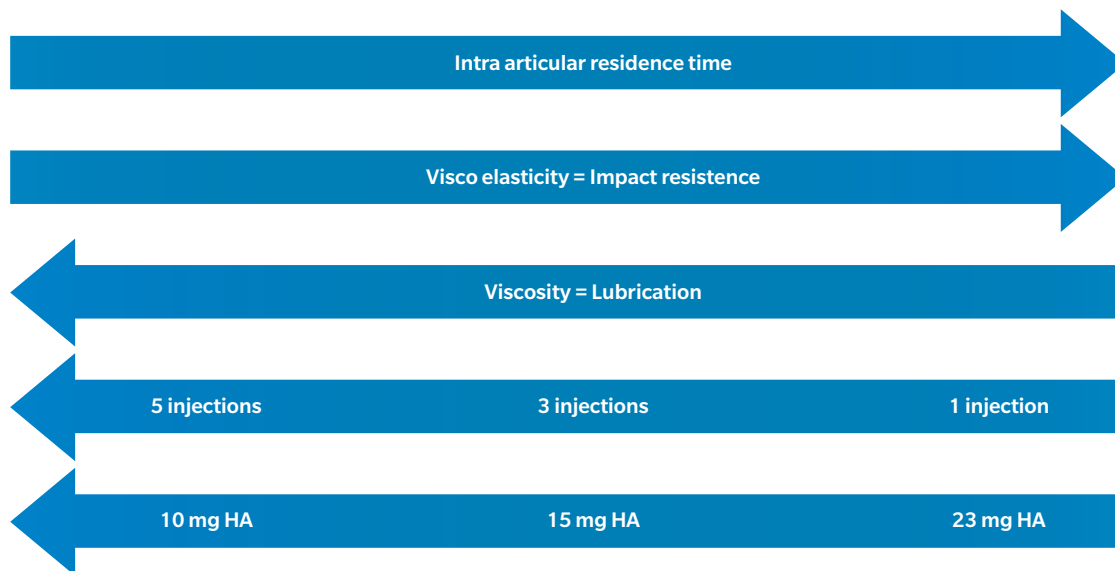 Intra articular residence time
Visco elasticity = Impact resistence
Viscosity = Lubrication
5 injections 3 injections 1 injection
10 mg HA 15 mg HA 23 mg HA